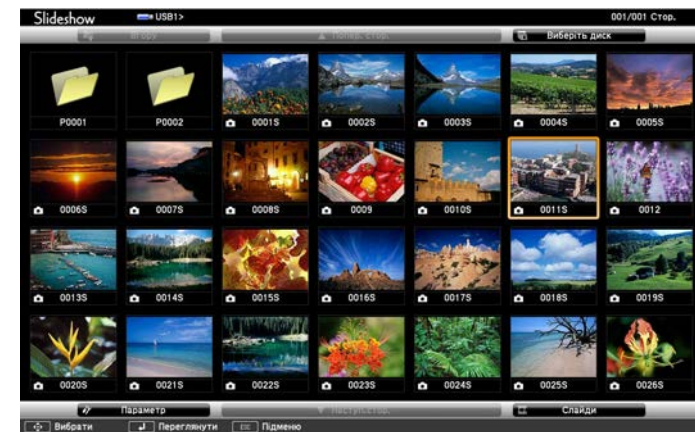 Slideshow USB1> 001/001 Стор.
Вгору Попер. стор. Виберіть диск
P0001 P0002 0001S 0002S 0003S 0004S 0005S
0006S 0007S 0008S 0009 0010S 0011S 0012
0013S 0014S 0015S 0016S 0017S 0018S 0019S
0020S 0021S 0022S 0023S 0024S 0025S 0026S
Параметр Наступ.стор. Слайди
Вибрати Переглянути ESC Підменю